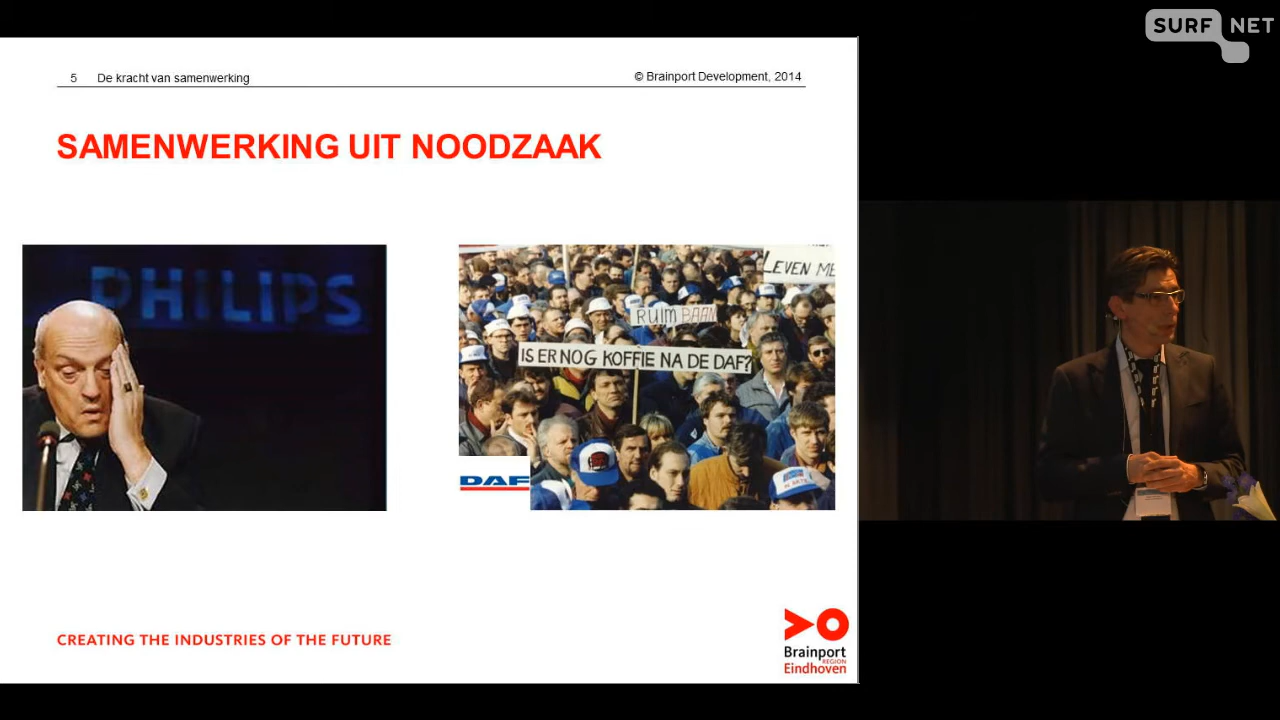 SURF NET
5 De kracht van samenwerking © Brainport Development, 2014
SAMENWERKING UIT NOODZAAK
PHILIPS
LEVEN ME
RUIM BAAN
IS ER NOG KOFFIE NA DE DAF?
DAF
CREATING THE INDUSTRIES OF THE FUTURE
Brainport
REGION
Eindhoven